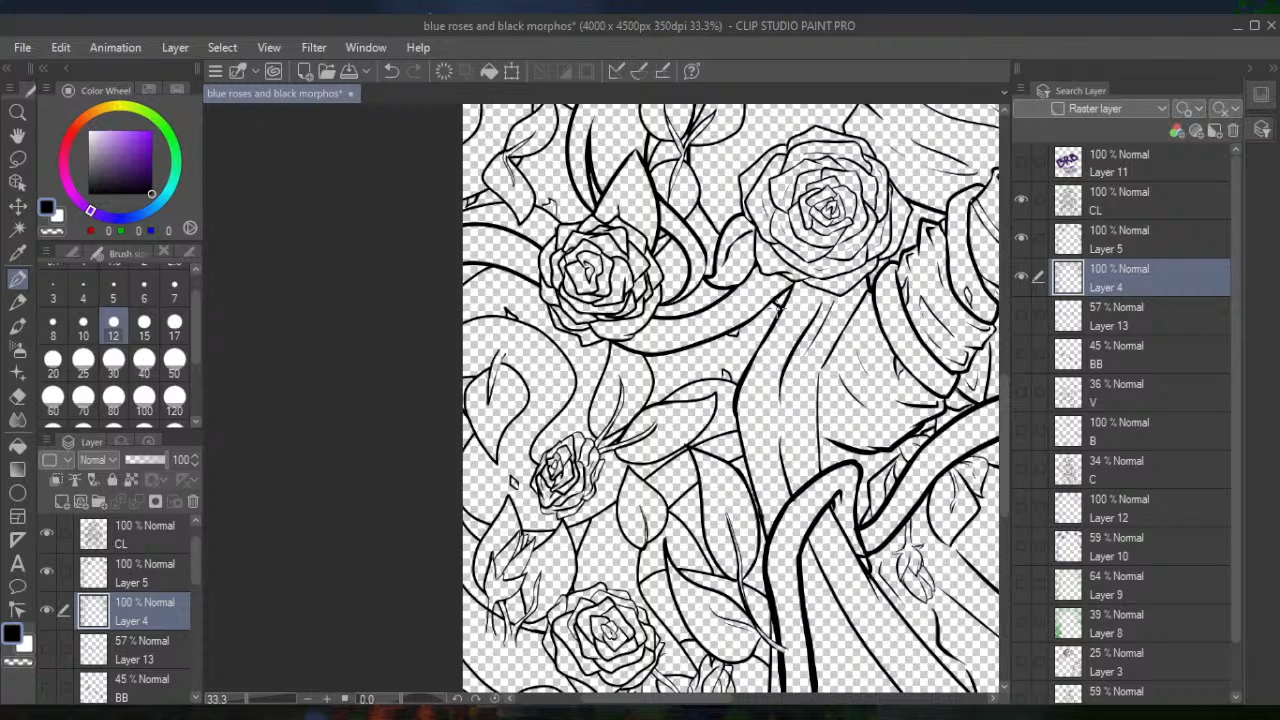 blue roses and black morphos* (4000 x 4500px 350dpi 33.3%) - CLIP STUDIO PAINT PRO
File Edit Animation Layer Select View Filter Window Help
blue roses and black morphos*
Color Wheel
0 0 0
Brush size
3 4 5 6 7
8 10 12 15 17
20 25 30 40 50
60 70 80 100 120
Layer
Normal 100
100 % Normal
CL
100 % Normal
Layer 5
100 % Normal
Layer 4
57 % Normal
Layer 13
45 % Normal
BB
33.3 0.0
Search Layer
Raster layer
BRB
100 % Normal
Layer 11
100 % Normal
CL
100 % Normal
Layer 5
100 % Normal
Layer 4
57 % Normal
Layer 13
45 % Normal
BB
36 % Normal
V
100 % Normal
B
34 % Normal
C
100 % Normal
Layer 12
59 % Normal
Layer 10
64 % Normal
Layer 9
39 % Normal
Layer 8
25 % Normal
Layer 3
59 % Normal